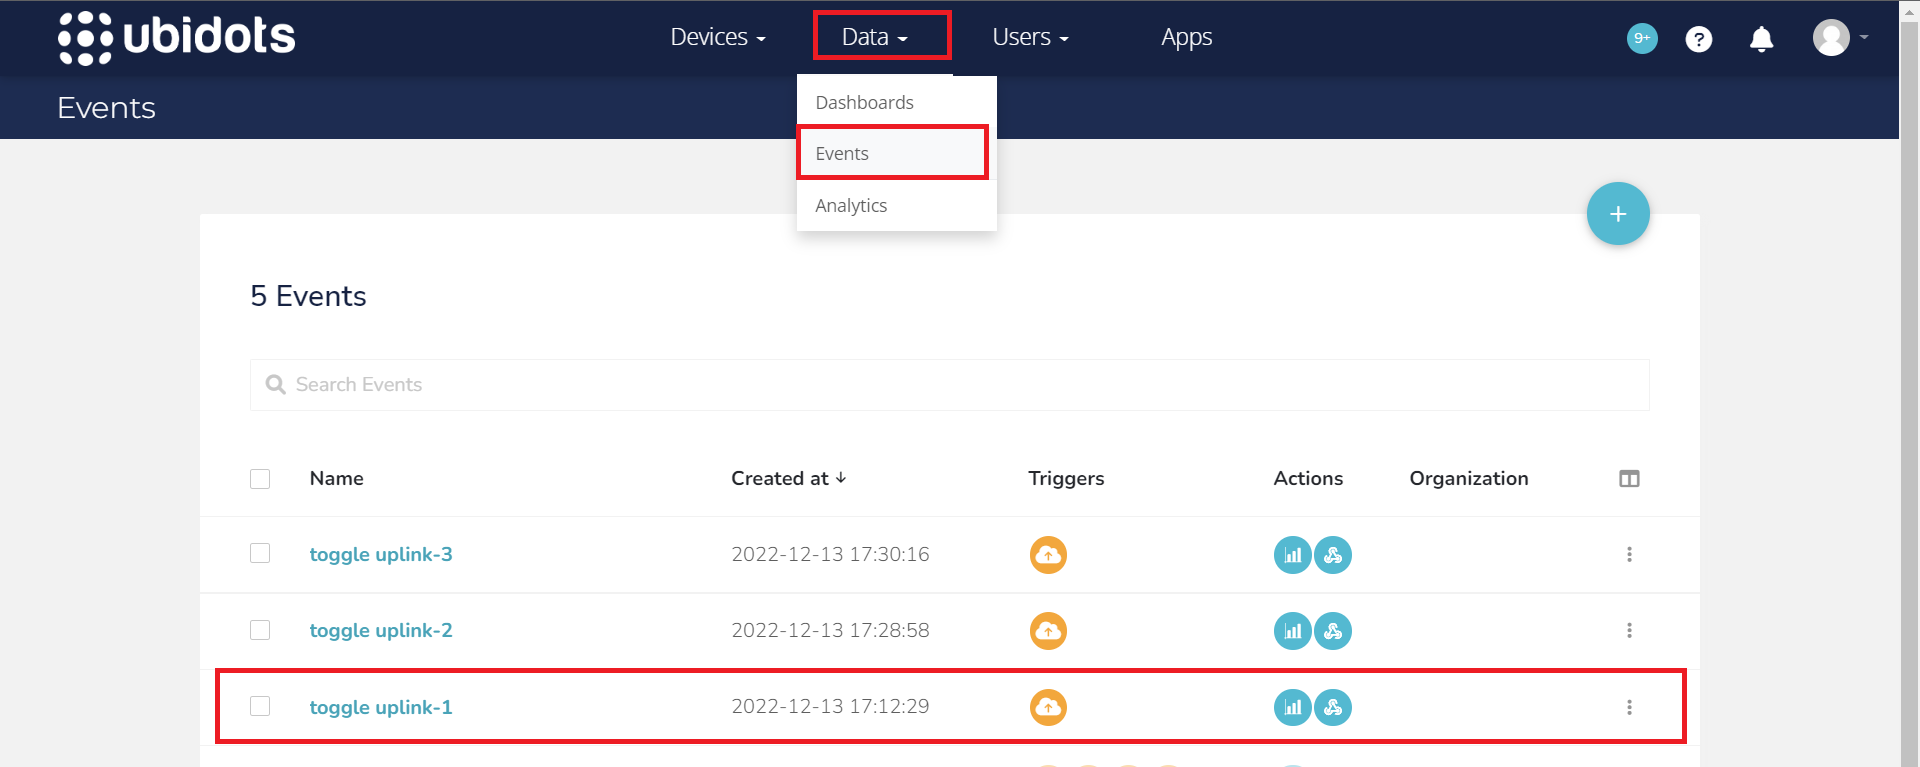 ubidots Devices Data Users Apps 9+ ?
Events
Dashboards
Events
Analytics
+
5 Events
Search Events
Name Created at ↓ Triggers Actions Organization
toggle uplink-3 2022-12-13 17:30:16
toggle uplink-2 2022-12-13 17:28:58
toggle uplink-1 2022-12-13 17:12:29